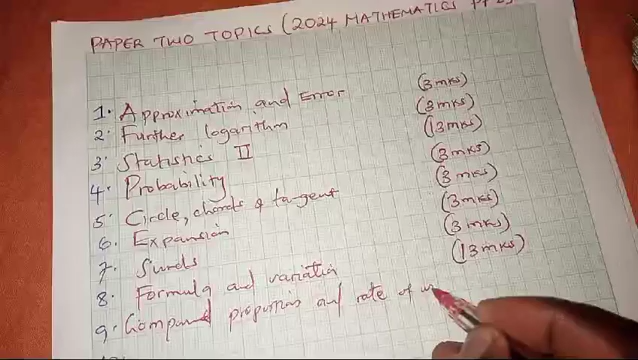 PAPER TWO TOPICS (2024 MATHEMATICS PP2
1. Approximation and Error (3mks)
2. Further logarithm (3mks)
3. Statistics II (13mks)
4. Probability (3mks)
5. Circle, chords & tangent (3mks)
6. Expansion (3mks)
7. Surds (3mks)
8. Formula and variation (13mks)
9. Compound proportions and rate of